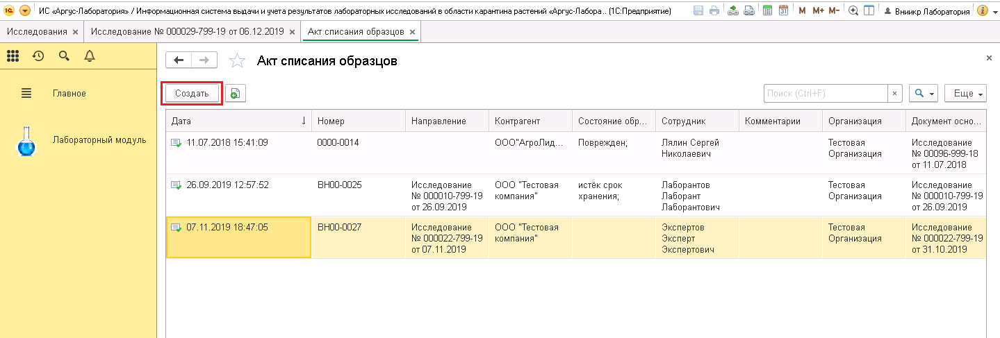 ИС «Аргус-Лаборатория» / Информационная система выдачи и учета результатов лабораторных исследований в области карантина растений «Аргус-Лабора.. (1С:Предприятие)
M M+ M- Вниикр Лаборатория
Исследования × Исследование № 000029-799-19 от 06.12.2019 × Акт списания образцов ×
Акт списания образцов ×
Главное
Лабораторный модуль
Создать Поиск (Ctrl+F) × Еще
Дата ↓ Номер Направление Контрагент Состояние обр... Сотрудник Комментарии Организация Документ осно...
11.07.2018 15:41:09 0000-0014 ООО"АгроЛид... Поврежден; Лялин Сергей Тестовая Исследование
Николаевич Организация № 00096-999-18
от 11.07.2018
26.09.2019 12:57:52 ВН00-0025 Исследование ООО "Тестовая истёк срок Лаборантов Тестовая Исследование
№ 000010-799-19 компания" хранения; Лаборант Организация № 000010-799-19
от 26.09.2019 Лаборантович от 26.09.2019
07.11.2019 18:47:05 ВН00-0027 Исследование ООО "Тестовая Экспертов Тестовая Исследование
№ 000022-799-19 компания" Эксперт Организация № 000022-799-19
от 07.11.2019 Экспертович от 31.10.2019